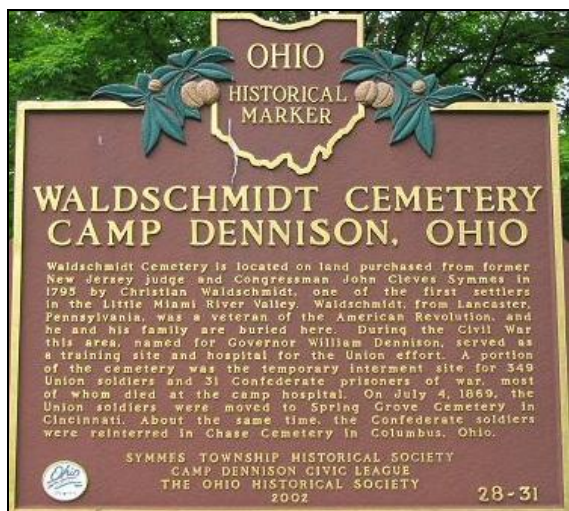 OHIO
HISTORICAL
MARKER
WALDSCHMIDT CEMETERY
CAMP DENNISON, OHIO
Waldschmidt Cemetery is located on land purchased from former
New Jersey judge and Congressman John Cleves Symmes in
1795 by Christian Waldschmidt, one of the first settlers
in the Little Miami River Valley. Waldschmidt, from Lancaster,
Pennsylvania, was a veteran of the American Revolution, and
he and his family are buried here. During the Civil War
this area, named for Governor William Dennison, served as
a training site and hospital for the Union effort. A portion
of the cemetery was the temporary interment site for 349
Union soldiers and 31 Confederate prisoners of war, most
of whom died at the camp hospital. On July 4, 1869, the
Union soldiers were moved to Spring Grove Cemetery in
Cincinnati. About the same time, the Confederate soldiers
were reinterred in Chase Cemetery in Columbus, Ohio.
SYMMES TOWNSHIP HISTORICAL SOCIETY
CAMP DENNISON CIVIC LEAGUE
THE OHIO HISTORICAL SOCIETY
2002
28-31
Ohio